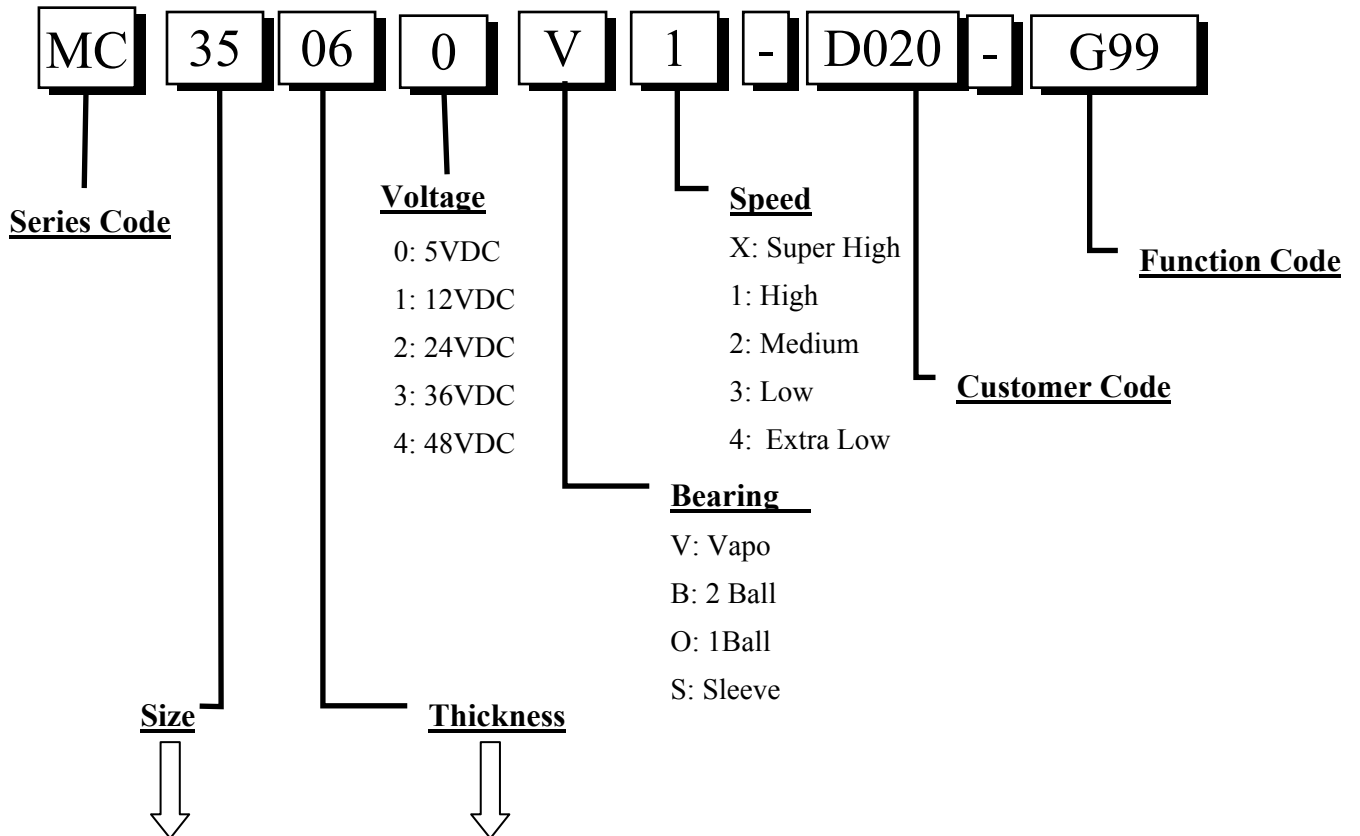 MC 35 06 0 V 1 - D020 - G99
Series Code
Voltage
0: 5VDC
1: 12VDC
2: 24VDC
3: 36VDC
4: 48VDC
Speed
X: Super High
1: High
2: Medium
3: Low
4: Extra Low
Function Code
Customer Code
Bearing
V: Vapo
B: 2 Ball
O: 1Ball
S: Sleeve
Size
Thickness